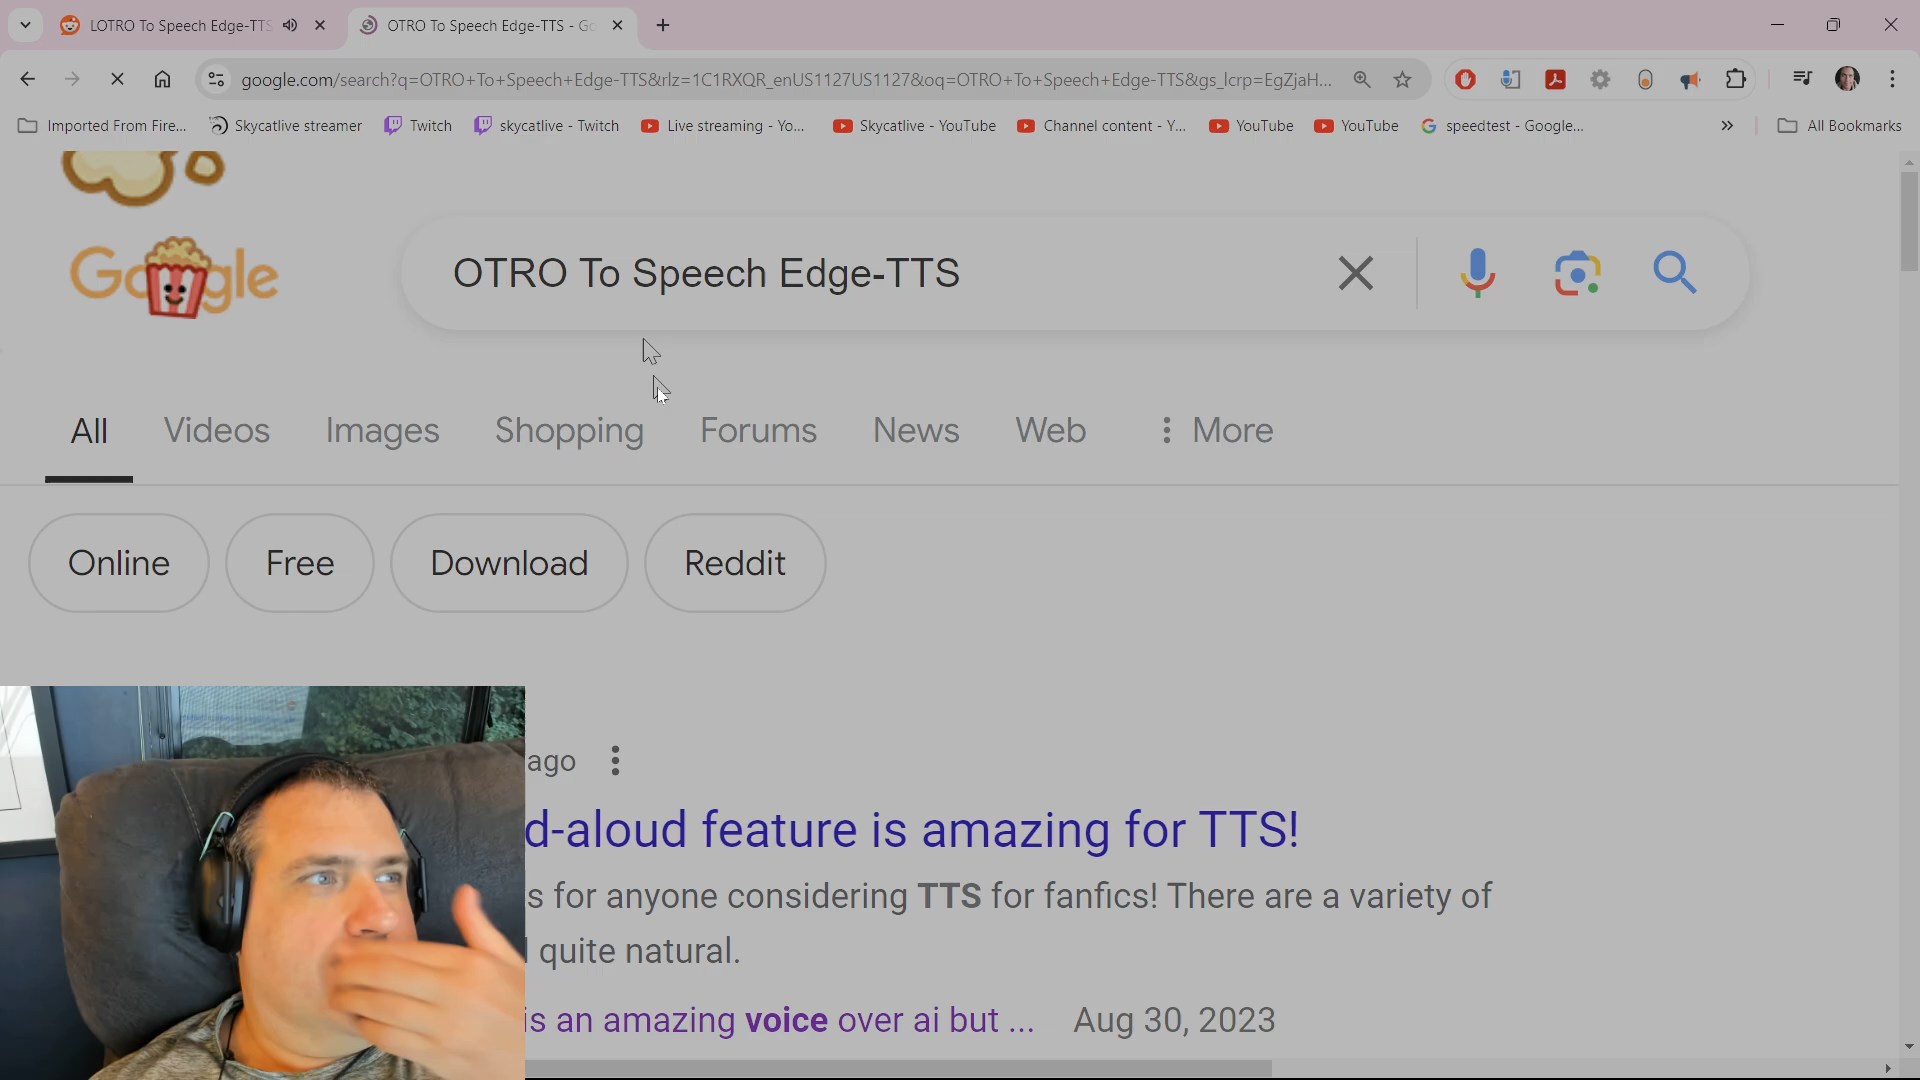 LOTRO To Speech Edge-TTS
OTRO To Speech Edge-TTS - Go
google.com/search?q=OTRO+To+Speech+Edge-TTS&rlz=1C1RXQR_enUS1127US1127&oq=OTRO+To+Speech+Edge-TTS&gs_lcrp=EgZjaH...
Imported From Fire...
Skycatlive streamer
Twitch
skycatlive - Twitch
Live streaming - Yo...
Skycatlive - YouTube
Channel content - Y...
YouTube
YouTube
speedtest - Google...
All Bookmarks
Google
OTRO To Speech Edge-TTS
All Videos Images Shopping Forums News Web More
Online Free Download Reddit
ago
d-aloud feature is amazing for TTS!
s for anyone considering TTS for fanfics! There are a variety of
quite natural.
is an amazing voice over ai but ... Aug 30, 2023